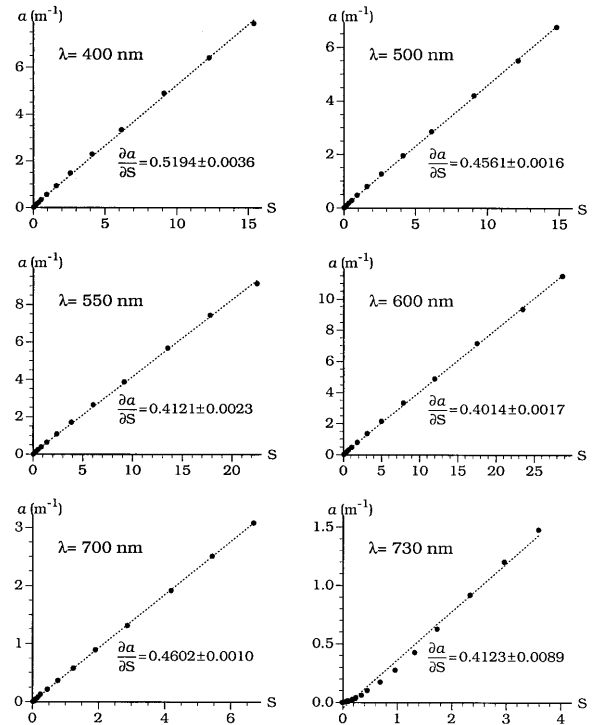 a (m⁻¹)
λ= 400 nm
∂a/∂S =0.5194±0.0036
6
4
2
0
0 5 10 15 S
a (m⁻¹)
λ= 500 nm
∂a/∂S =0.4561±0.0016
6
4
2
0
0 5 10 15 S
a (m⁻¹)
λ= 550 nm
∂a/∂S =0.4121±0.0023
8
6
4
2
0
0 5 10 15 20 S
a (m⁻¹)
λ= 600 nm
∂a/∂S =0.4014±0.0017
10
8
6
4
2
0
0 5 10 15 20 25 S
a (m⁻¹)
λ= 700 nm
∂a/∂S =0.4602±0.0010
3
2
1
0
0 2 4 6 S
a (m⁻¹)
λ= 730 nm
∂a/∂S =0.4123±0.0089
1.5
1.0
0.5
0.0
0 1 2 3 4 S